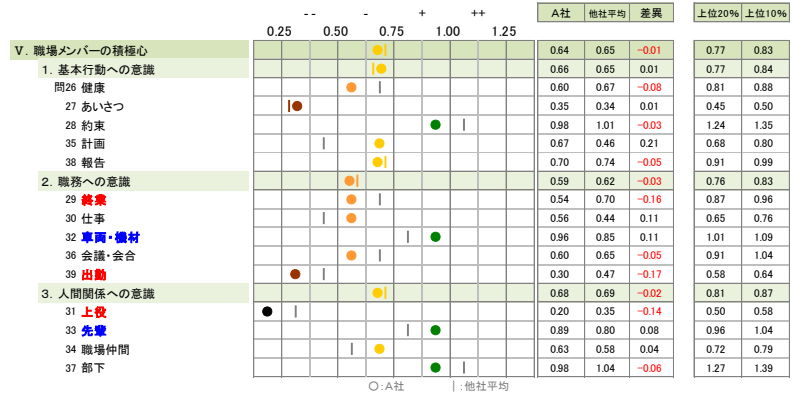 -- - + ++ A社 他社平均 差異 上位20% 上位10%
0.25 0.50 0.75 1.00 1.25
Ⅴ. 職場メンバーの積極心 0.64 0.65 -0.01 0.77 0.83
1. 基本行動への意識 0.66 0.65 0.01 0.77 0.84
問26 健康 0.60 0.67 -0.08 0.81 0.88
27 あいさつ 0.35 0.34 0.01 0.45 0.50
28 約束 0.98 1.01 -0.03 1.24 1.35
35 計画 0.67 0.46 0.21 0.68 0.80
38 報告 0.70 0.74 -0.05 0.91 0.99
2. 職務への意識 0.59 0.62 -0.03 0.76 0.83
29 終業 0.54 0.70 -0.16 0.87 0.96
30 仕事 0.56 0.44 0.11 0.65 0.76
32 車両・機材 0.96 0.85 0.11 1.01 1.09
36 会議・会合 0.60 0.65 -0.05 0.91 1.04
39 出勤 0.30 0.47 -0.17 0.58 0.64
3. 人間関係への意識 0.68 0.69 -0.02 0.81 0.87
31 上役 0.20 0.35 -0.14 0.50 0.58
33 先輩 0.89 0.80 0.08 0.96 1.04
34 職場仲間 0.63 0.58 0.04 0.72 0.79
37 部下 0.98 1.04 -0.06 1.27 1.39
○:A社 |:他社平均